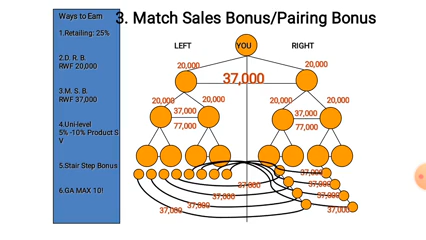 Ways to Earn
3. Match Sales Bonus/Pairing Bonus
1.Retailing: 25%
LEFT
YOU
RIGHT
2.D. R. B.
RWF 20,000
20,000
20,000
37,000
3.M. S. B.
RWF 37,000
20,000
20,000
20,000
20,000
37,000
77,000
37,000
77,000
4.Uni-level
5% -10% Product S
V
5.Stair Step Bonus
6.GA MAX 10!
37,000
37,000
37,000
37,000
37,000
37,000
37,000
37,000